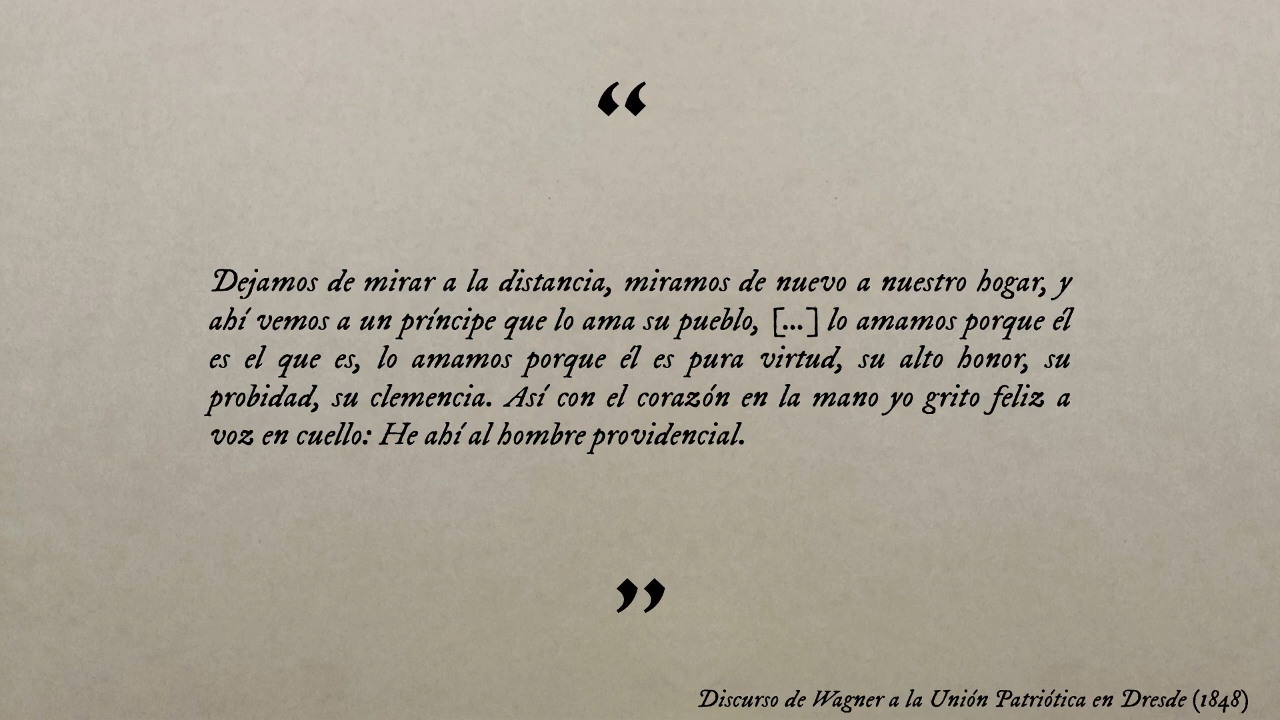 “
Dejamos de mirar a la distancia, miramos de nuevo a nuestro hogar, y
ahí vemos a un príncipe que lo ama su pueblo, [...] lo amamos porque él
es el que es, lo amamos porque él es pura virtud, su alto honor, su
probidad, su clemencia. Así con el corazón en la mano yo grito feliz a
voz en cuello: He ahí al hombre providencial.
”
Discurso de Wagner a la Unión Patriótica en Dresde (1848)